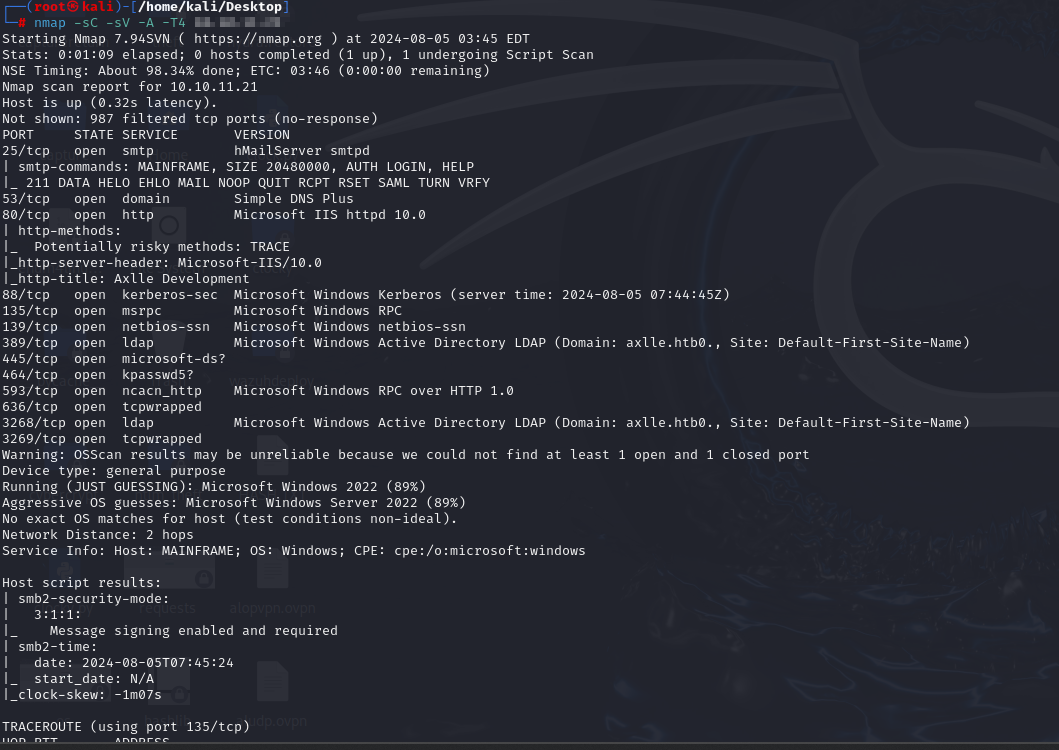 ┌──(root㉿kali)-[/home/kali/Desktop]
└─# nmap -sC -sV -A -T4
Starting Nmap 7.94SVN ( https://nmap.org ) at 2024-08-05 03:45 EDT
Stats: 0:01:09 elapsed; 0 hosts completed (1 up), 1 undergoing Script Scan
NSE Timing: About 98.34% done; ETC: 03:46 (0:00:00 remaining)
Nmap scan report for 10.10.11.21
Host is up (0.32s latency).
Not shown: 987 filtered tcp ports (no-response)
PORT     STATE SERVICE       VERSION
25/tcp   open  smtp          hMailServer smtpd
| smtp-commands: MAINFRAME, SIZE 20480000, AUTH LOGIN, HELP
|_ 211 DATA HELO EHLO MAIL NOOP QUIT RCPT RSET SAML TURN VRFY
53/tcp   open  domain        Simple DNS Plus
80/tcp   open  http          Microsoft IIS httpd 10.0
| http-methods:
|_  Potentially risky methods: TRACE
|_http-server-header: Microsoft-IIS/10.0
|_http-title: Axlle Development
88/tcp   open  kerberos-sec  Microsoft Windows Kerberos (server time: 2024-08-05 07:44:45Z)
135/tcp  open  msrpc         Microsoft Windows RPC
139/tcp  open  netbios-ssn   Microsoft Windows netbios-ssn
389/tcp  open  ldap          Microsoft Windows Active Directory LDAP (Domain: axlle.htb0., Site: Default-First-Site-Name)
445/tcp  open  microsoft-ds?
464/tcp  open  kpasswd5?
593/tcp  open  ncacn_http    Microsoft Windows RPC over HTTP 1.0
636/tcp  open  tcpwrapped
3268/tcp open  ldap          Microsoft Windows Active Directory LDAP (Domain: axlle.htb0., Site: Default-First-Site-Name)
3269/tcp open  tcpwrapped
Warning: OSScan results may be unreliable because we could not find at least 1 open and 1 closed port
Device type: general purpose
Running (JUST GUESSING): Microsoft Windows 2022 (89%)
Aggressive OS guesses: Microsoft Windows Server 2022 (89%)
No exact OS matches for host (test conditions non-ideal).
Network Distance: 2 hops
Service Info: Host: MAINFRAME; OS: Windows; CPE: cpe:/o:microsoft:windows
Host script results:
| smb2-security-mode:
|   3:1:1:
|_    Message signing enabled and required
| smb2-time:
|   date: 2024-08-05T07:45:24
|_  start_date: N/A
|_clock-skew: -1m07s
TRACEROUTE (using port 135/tcp)
HOP RTT      ADDRESS